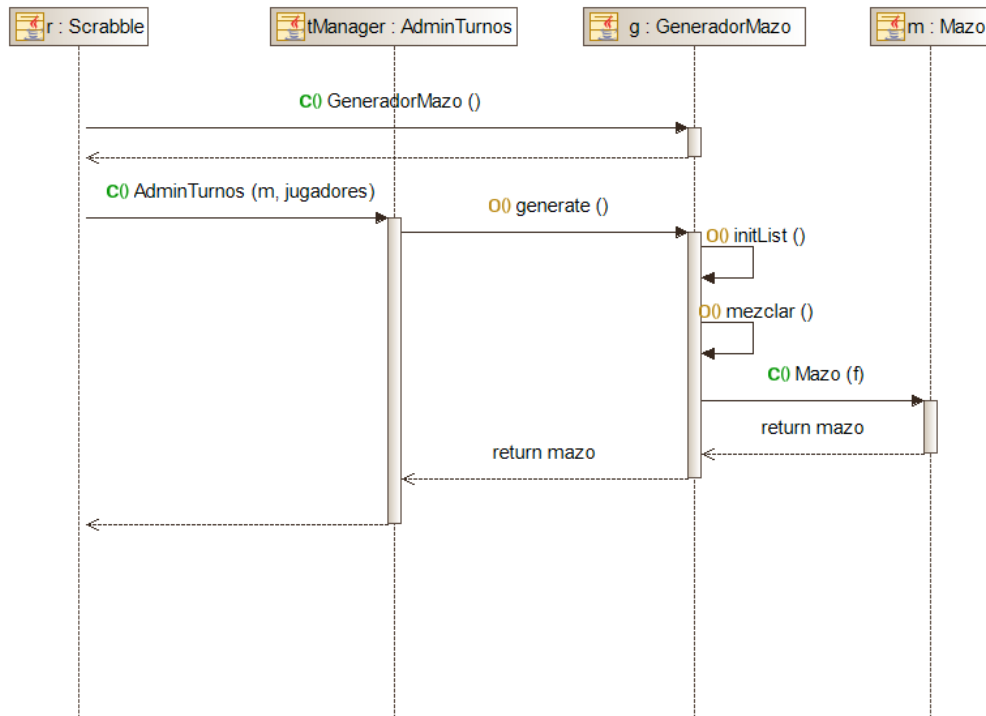 r : Scrabble
tManager : AdminTurnos
g : GeneradorMazo
m : Mazo
C() GeneradorMazo ()
C() AdminTurnos (m, jugadores)
O() generate ()
O() initList ()
O() mezclar ()
C() Mazo (f)
return mazo
return mazo